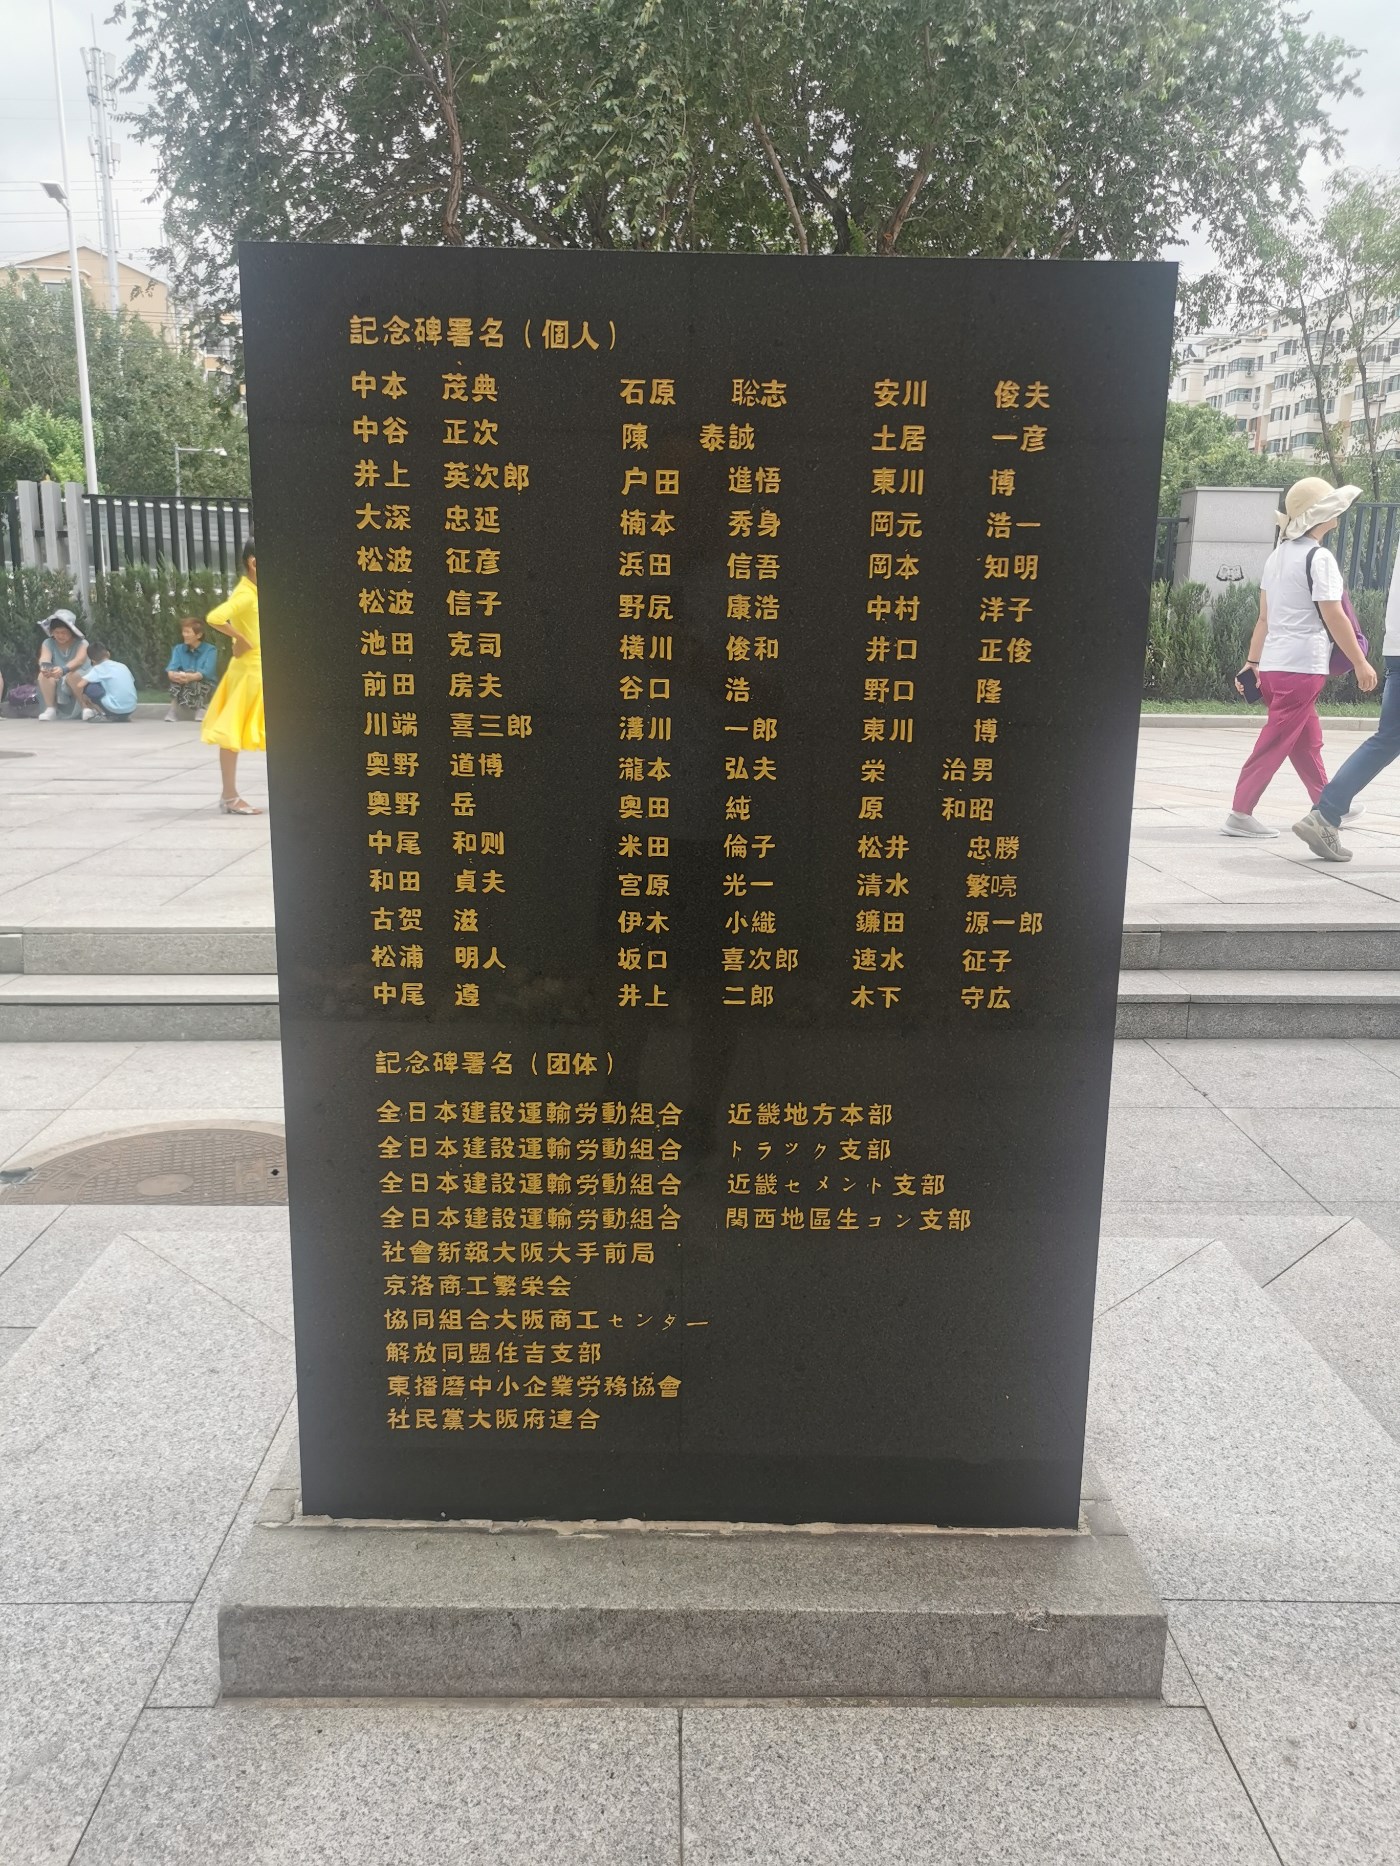 記念碑署名（個人）
中本 茂典 石原 聡志 安川 俊夫
中谷 正次 陳 泰誠 土居 一彦
井上 英次郎 户田 進悟 東川 博
大深 忠延 楠本 秀身 岡元 浩一
松波 征彦 浜田 信吾 岡本 知明
松波 信子 野尻 康浩 中村 洋子
池田 克司 横川 俊和 井口 正俊
前田 房夫 谷口 浩 野口 隆
川端 喜三郎 溝川 一郎 東川 博
奥野 道博 瀧本 弘夫 栄 治男
奥野 岳 奥田 純 原 和昭
中尾 和则 米田 倫子 松井 忠勝
和田 貞夫 宮原 光一 清水 繁喨
古贺 滋 伊木 小織 鐮田 源一郎
松浦 明人 坂口 喜次郎 速水 征子
中尾 遵 井上 二郎 木下 守広
記念碑署名（团体）
全日本建設運輸労動組合 近畿地方本部
全日本建設運輸労動組合 トラック支部
全日本建設運輸労動組合 近畿セメント支部
全日本建設運輸労動組合 関西地區生コン支部
社會新報大阪大手前局
京洛商工繁栄会
協同組合大阪商工センター
解放同盟住吉支部
東播磨中小企業労務協會
社民黨大阪府連合